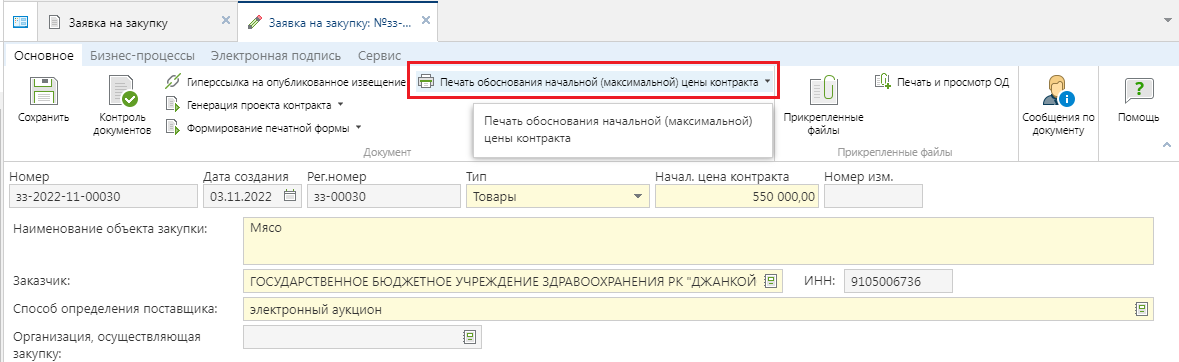 Заявка на закупку
Заявка на закупку: №зз-...
Основное Бизнес-процессы Электронная подпись Сервис
Сохранить
Контроль
документов
Гиперссылка на опубликованное извещение
Генерация проекта контракта
Формирование печатной формы
Печать обоснования начальной (максимальной) цены контракта
Печать обоснования начальной (максимальной)
цены контракта
Документ
Прикрепленные
файлы
Печать и просмотр ОД
Прикрепленные файлы
Сообщения по
документу
Помощь
Номер Дата создания Рег.номер Тип Начал. цена контракта Номер изм.
зз-2022-11-00030 03.11.2022 зз-00030 Товары 550 000,00
Наименование объекта закупки: Мясо
Заказчик: ГОСУДАРСТВЕННОЕ БЮДЖЕТНОЕ УЧРЕЖДЕНИЕ ЗДРАВООХРАНЕНИЯ РК "ДЖАНКОЙ ИНН: 9105006736
Способ определения поставщика: электронный аукцион
Организация, осуществляющая
закупку: